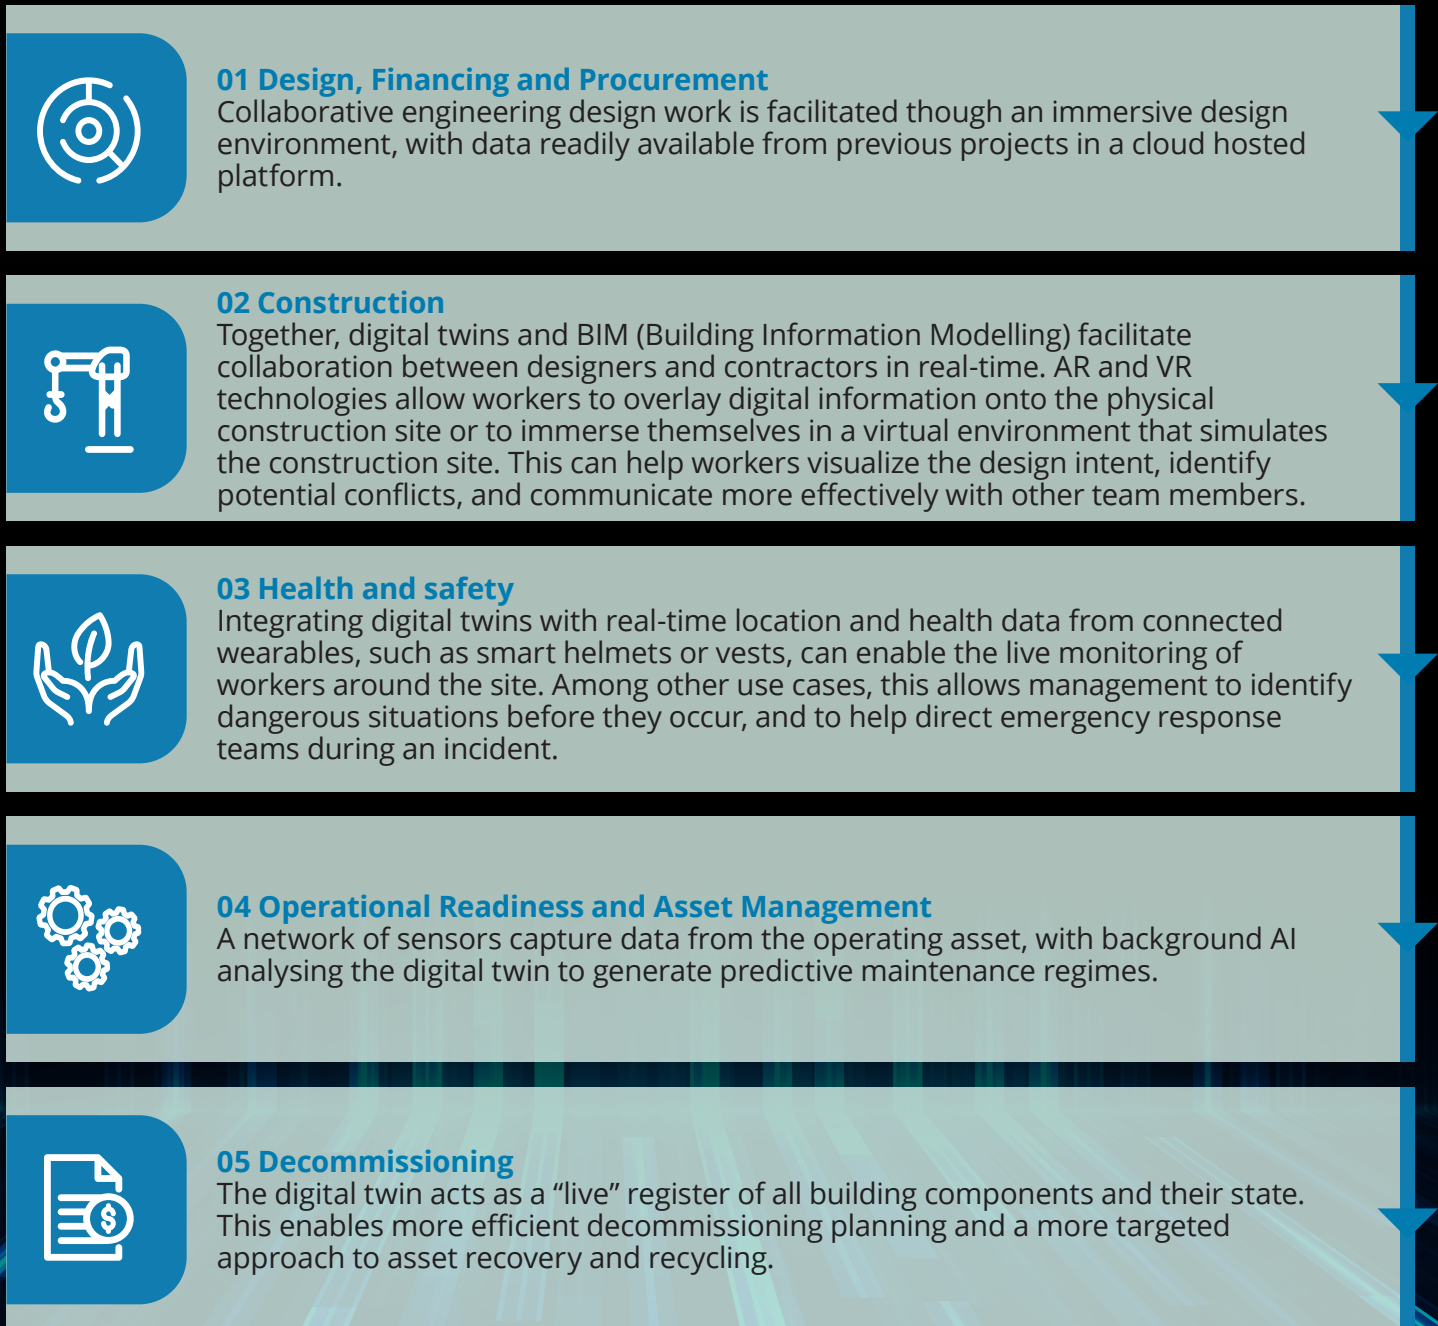 01 Design, Financing and Procurement
Collaborative engineering design work is facilitated though an immersive design
environment, with data readily available from previous projects in a cloud hosted
platform.
02 Construction
Together, digital twins and BIM (Building Information Modelling) facilitate
collaboration between designers and contractors in real-time. AR and VR
technologies allow workers to overlay digital information onto the physical
construction site or to immerse themselves in a virtual environment that simulates
the construction site. This can help workers visualize the design intent, identify
potential conflicts, and communicate more effectively with other team members.
03 Health and safety
Integrating digital twins with real-time location and health data from connected
wearables, such as smart helmets or vests, can enable the live monitoring of
workers around the site. Among other use cases, this allows management to identify
dangerous situations before they occur, and to help direct emergency response
teams during an incident.
04 Operational Readiness and Asset Management
A network of sensors capture data from the operating asset, with background AI
analysing the digital twin to generate predictive maintenance regimes.
05 Decommissioning
The digital twin acts as a “live” register of all building components and their state.
This enables more efficient decommissioning planning and a more targeted
approach to asset recovery and recycling.
$